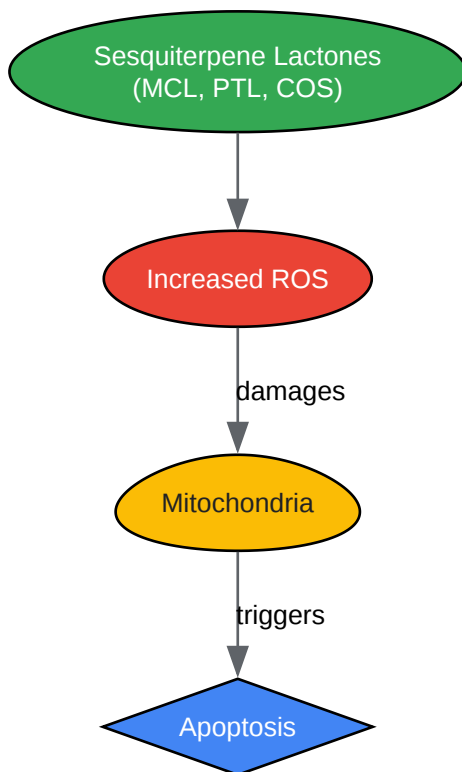 Sesquiterpene Lactones
(MCL, PTL, COS)
Increased ROS
damages
Mitochondria
triggers
Apoptosis